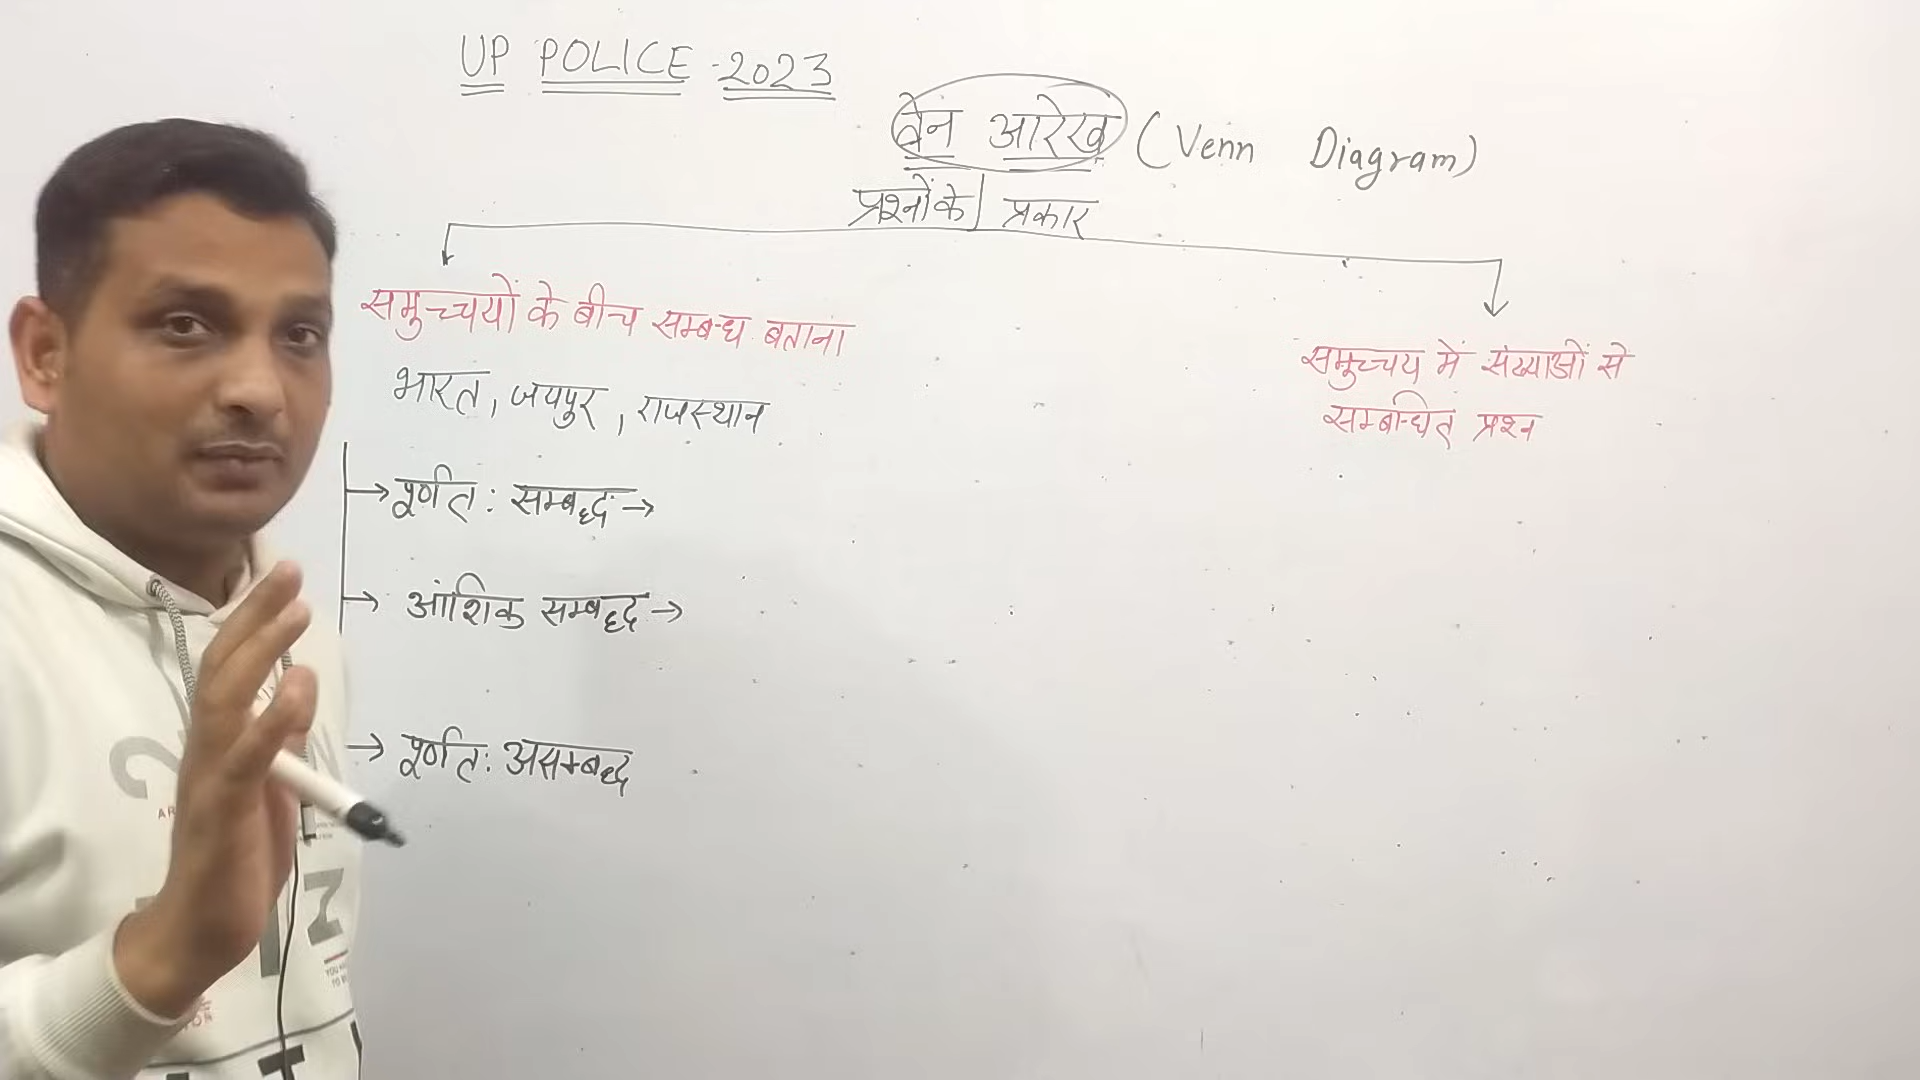 UP POLICE - 2023
वेन आरेख (Venn Diagram)
प्रश्नों के प्रकार
समुच्चयों के बीच सम्बन्ध बताना
भारत, जयपुर, राजस्थान
→ पूर्णत: सम्बद्ध →
→ आंशिक सम्बद्ध →
→ पूर्णत: असम्बद्ध
समुच्चय में संख्याओं से
सम्बन्धित प्रश्न